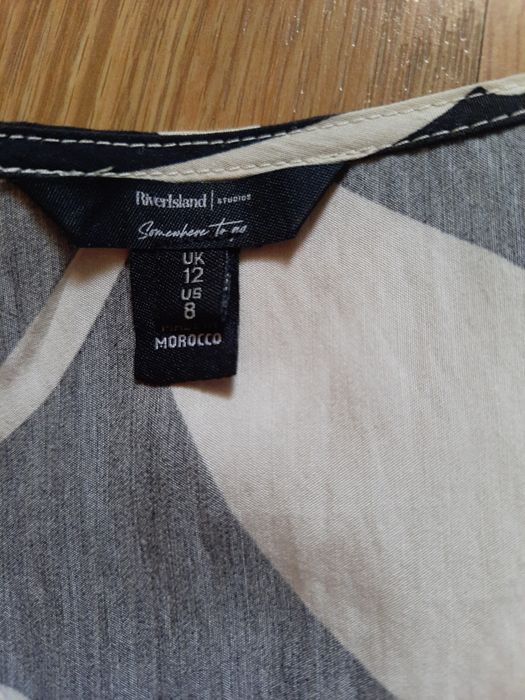 RiverIsland | STUDIOS
Somewhere to go
UK
12
US
8
MOROCCO